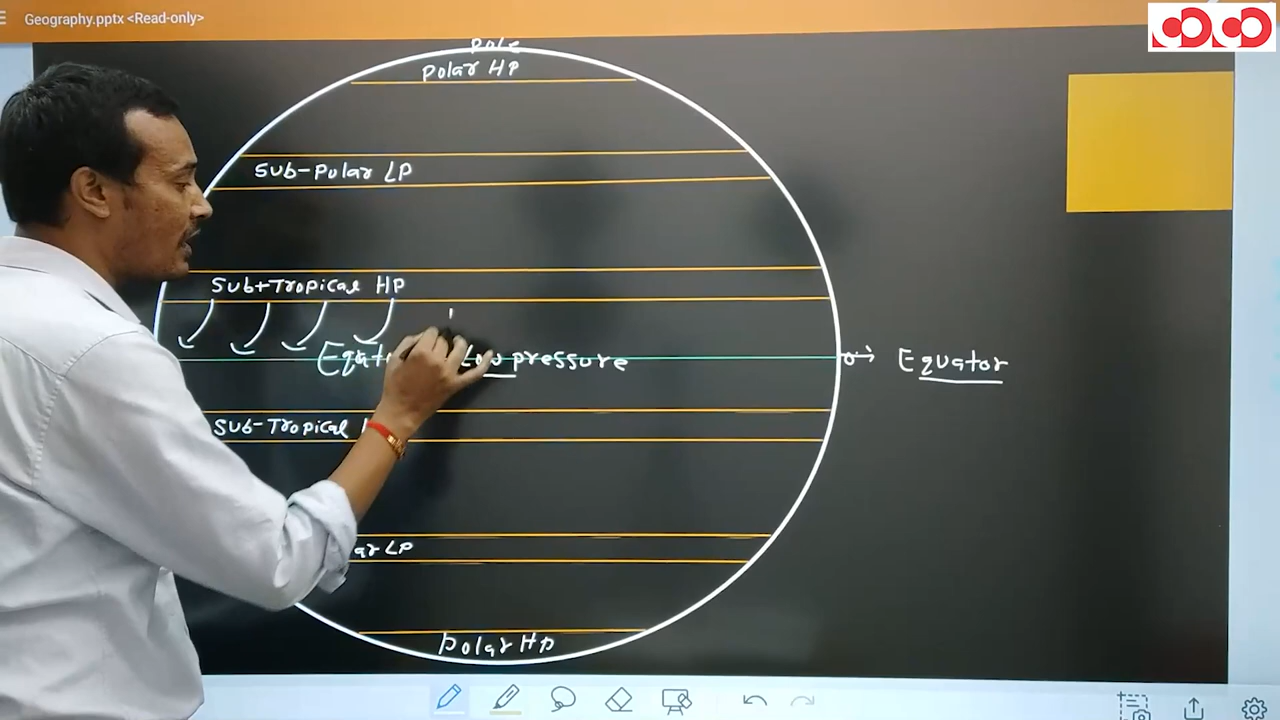 Geography.pptx <Read-only>
pole
polar HP
Sub-Polar LP
Sub-Tropical HP
pressure
0° → Equator
Sub-Tropical
ar LP
polar HP